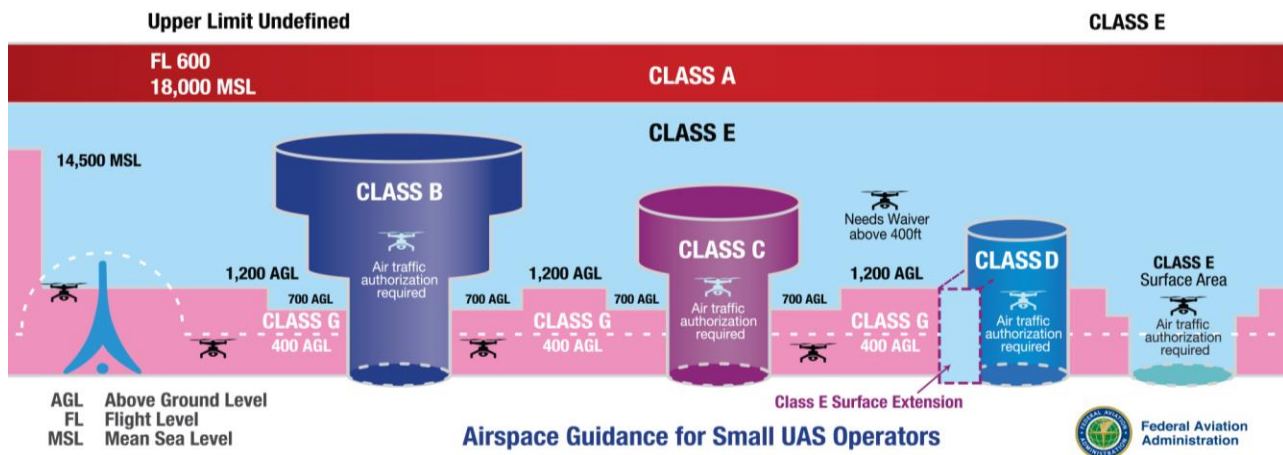 Upper Limit Undefined
CLASS E
FL 600
18,000 MSL
CLASS A
CLASS E
14,500 MSL
CLASS B
Air traffic
authorization
required
CLASS C
Air traffic
authorization
required
Needs Waiver
above 400ft
CLASS D
Air traffic
authorization
required
CLASS E
Surface Area
Air traffic
authorization
required
1,200 AGL
700 AGL
CLASS G
400 AGL
700 AGL
1,200 AGL
CLASS G
400 AGL
700 AGL
700 AGL
1,200 AGL
CLASS G
400 AGL
Class E Surface Extension
AGL Above Ground Level
FL Flight Level
MSL Mean Sea Level
Airspace Guidance for Small UAS Operators
FEDERAL AVIATION
ADMINISTRATION
Federal Aviation
Administration